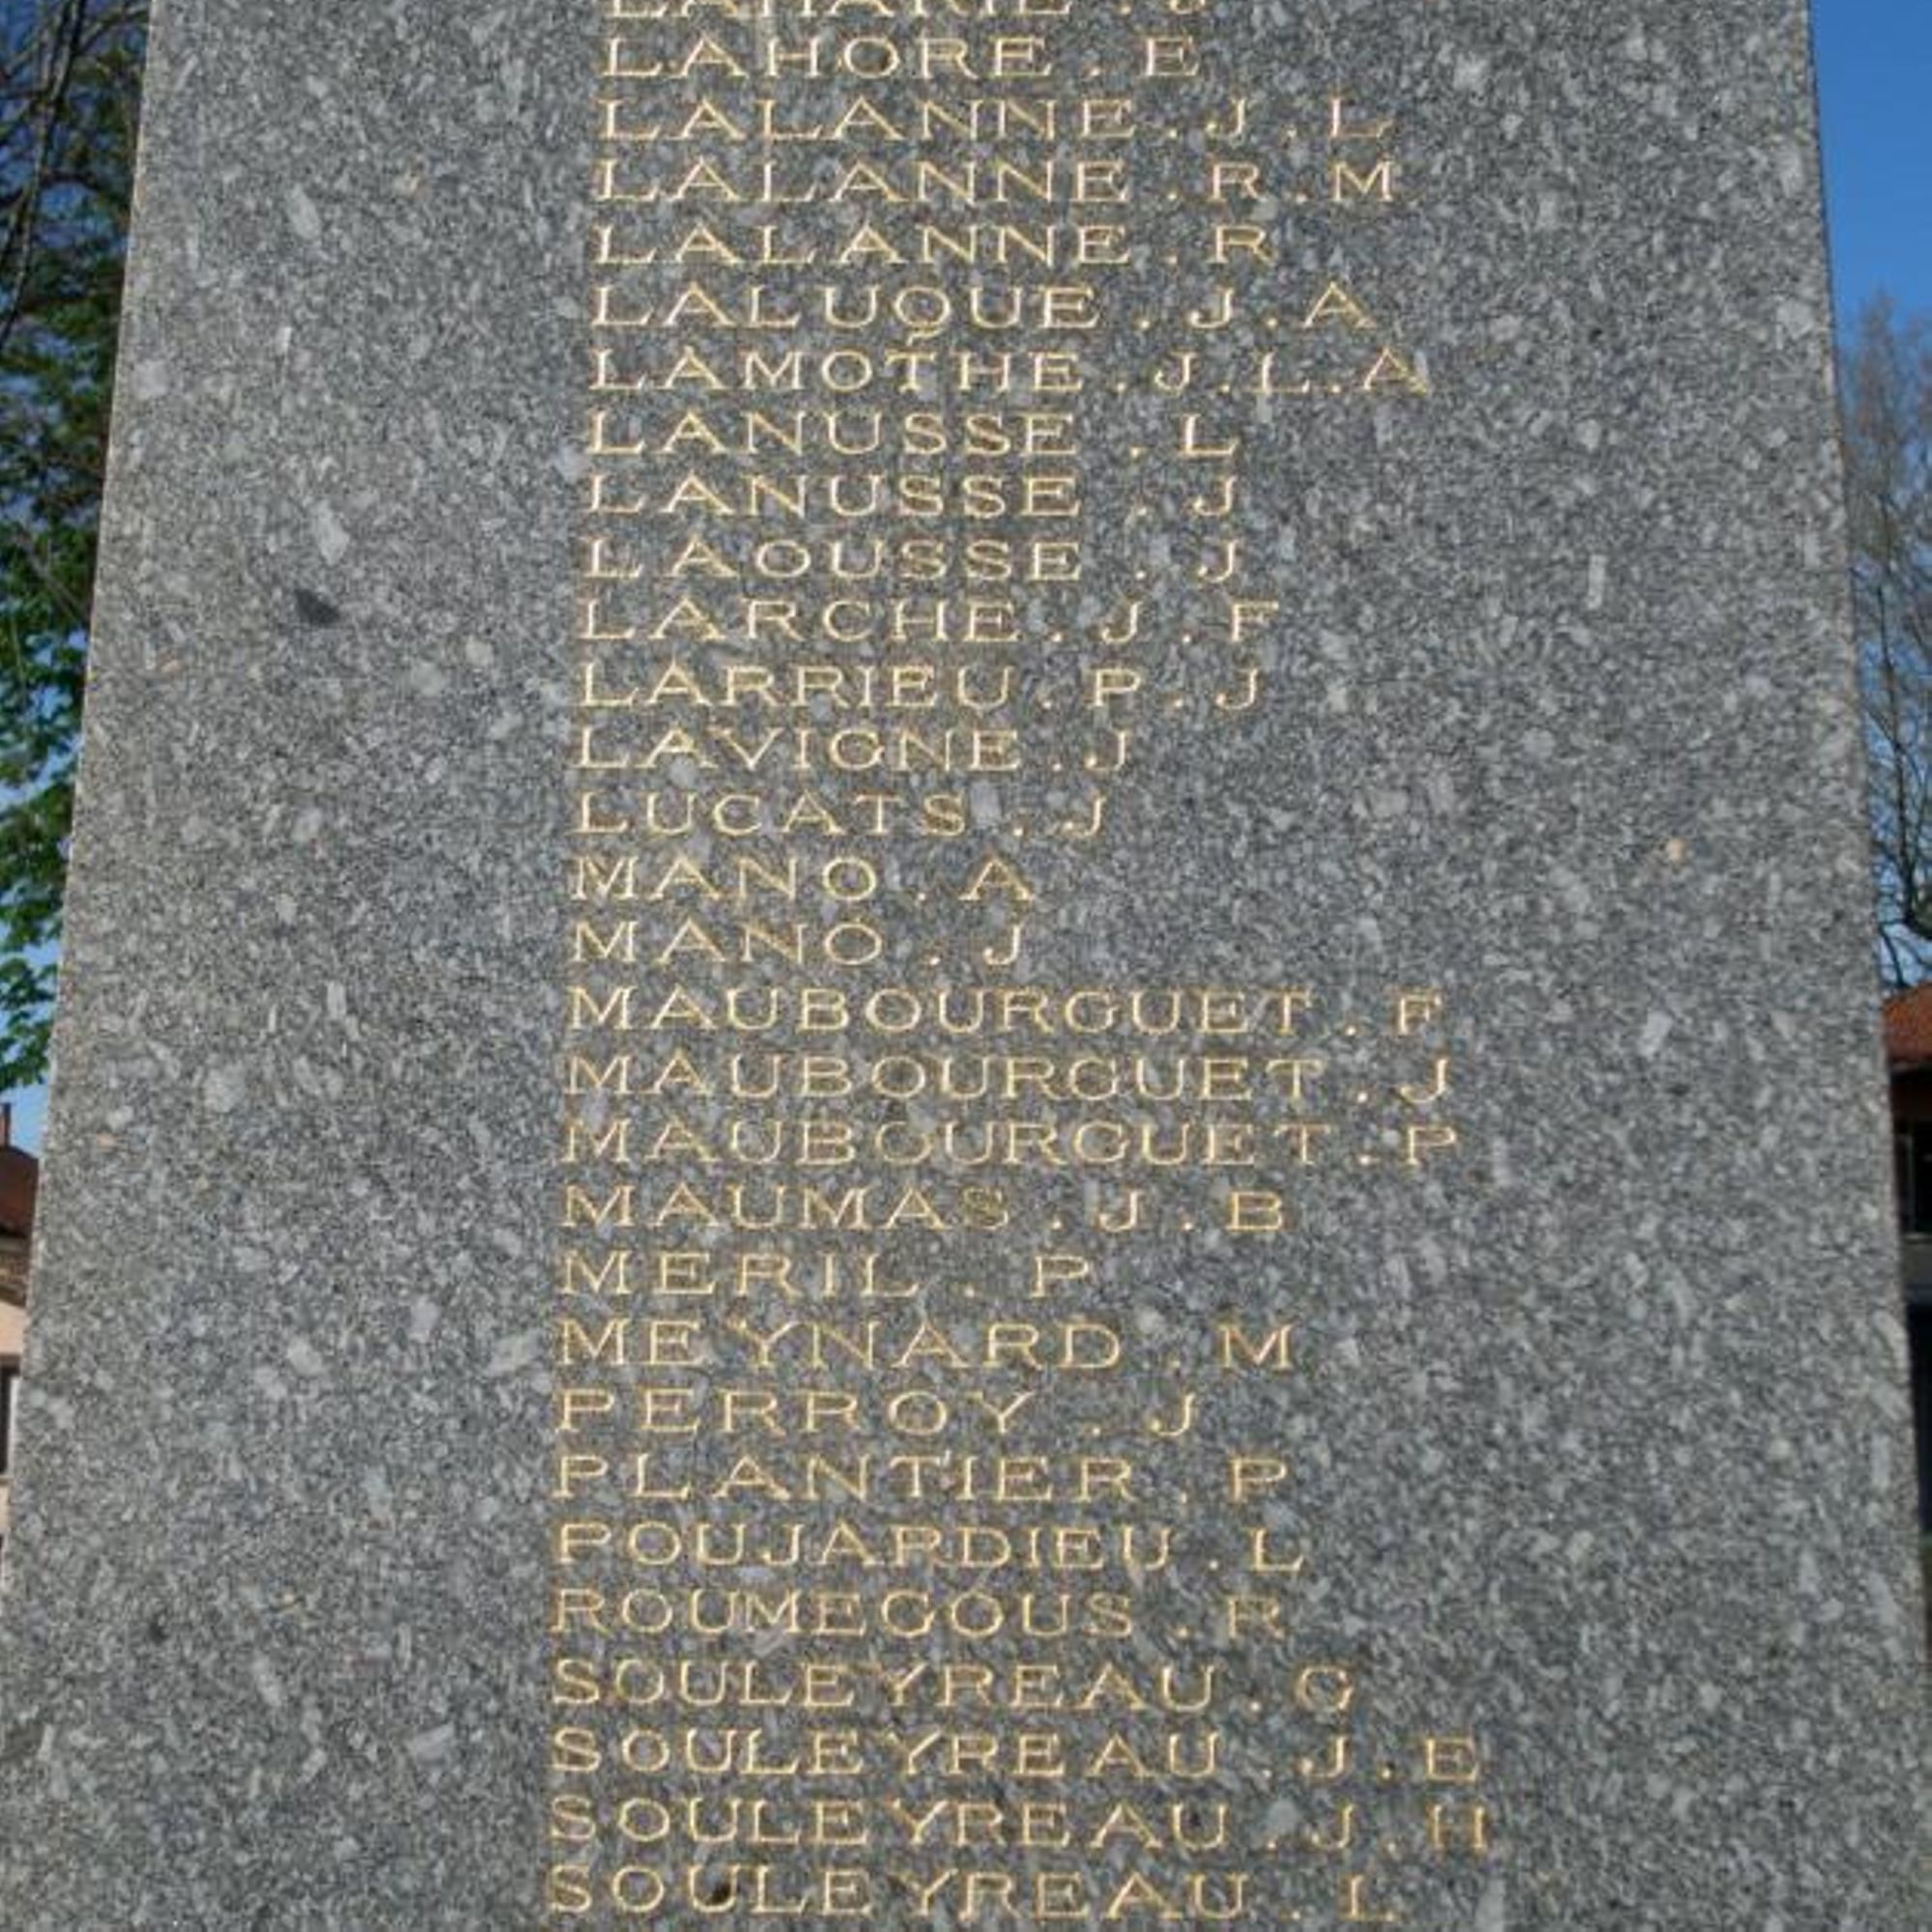 LAHARIE . J
LAHORE . E
LALANNE . J . L
LALANNE . R . M
LALANNE . R
LALUQUE . J . A
LAMOTHE . J . L . A
LANUSSE . L
LANUSSE . J
LAOUSSE . J
LARCHE . J . F
LARRIEU . P . J
LAVIGNE . J
LUCATS . J
MANO . A
MANO . J
MAUBOURGUET . F
MAUBOURGUET . J
MAUBOURGUET . P
MAUMAS . J . B
MERIL . P
MEYNARD . M
PERROY . J
PLANTIER . P
POUJARDIEU . L
ROUMEGOUS . R
SOULEYREAU . G
SOULEYREAU . J . E
SOULEYREAU . J . H
SOULEYREAU . L